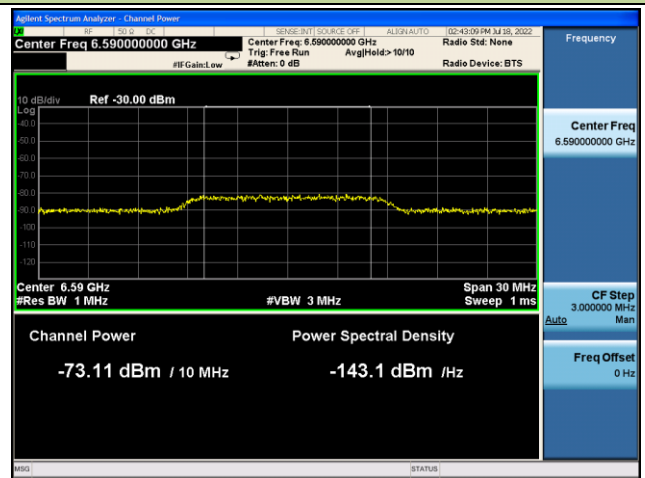 Agilent Spectrum Analyzer - Channel Power
RF 50 Ω DC SENSE:INT SOURCE OFF ALIGN AUTO 02:43:09 PM Jul 18, 2022
Center Freq 6.590000000 GHz Center Freq: 6.590000000 GHz Radio Std: None
Trig: Free Run Avg|Hold:> 10/10
#IFGain:Low #Atten: 0 dB Radio Device: BTS
Frequency
10 dB/div Ref -30.00 dBm
Log
-40.0
-50.0
-60.0
-70.0
-80.0
-90.0
-100
-110
-120
Center 6.59 GHz Span 30 MHz
#Res BW 1 MHz #VBW 3 MHz Sweep 1 ms
Channel Power Power Spectral Density
-73.11 dBm / 10 MHz -143.1 dBm /Hz
Center Freq
6.590000000 GHz
CF Step
3.000000 MHz
Auto Man
Freq Offset
0 Hz
MSG STATUS